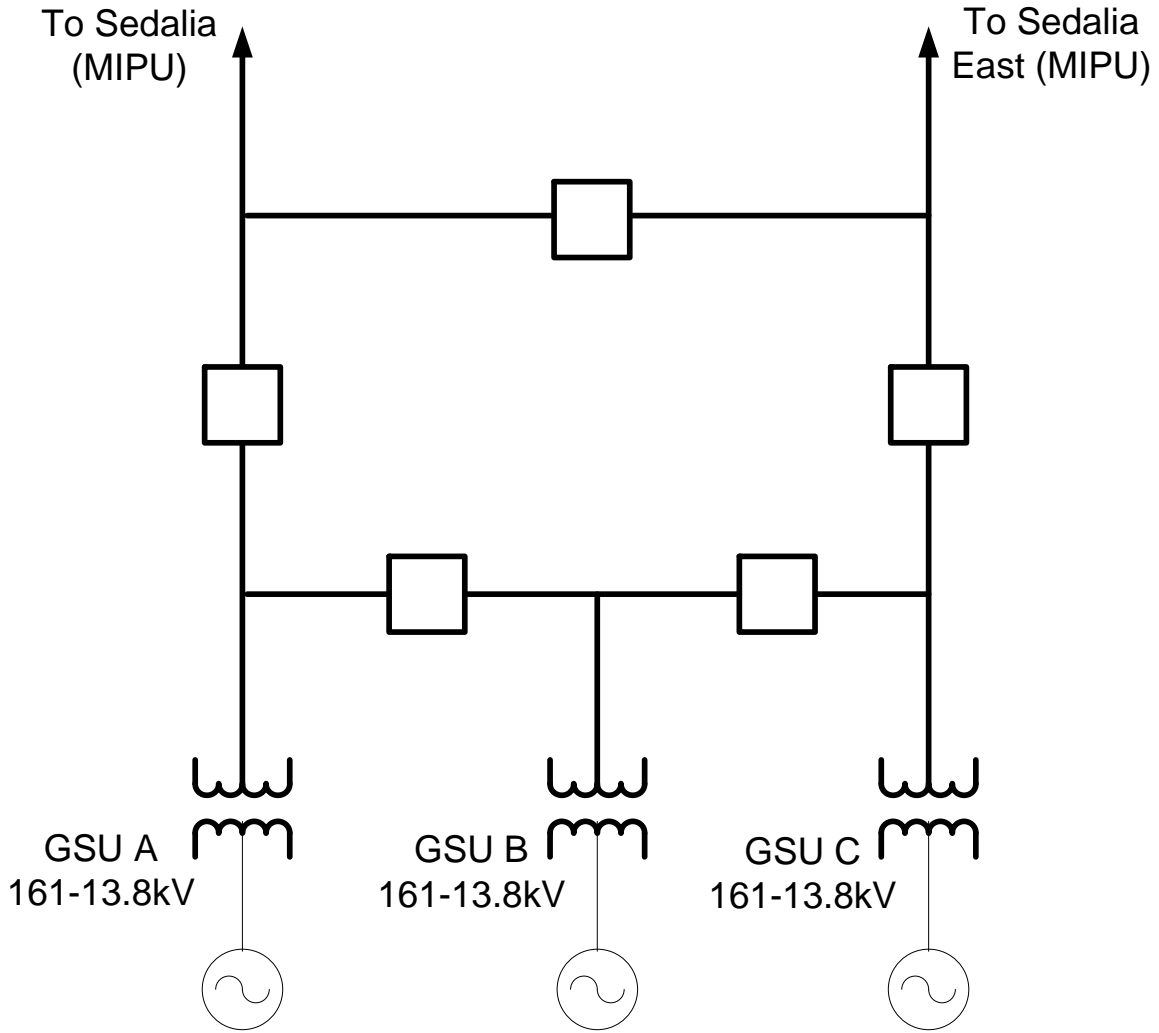 To Sedalia
(MIPU)
To Sedalia
East (MIPU)
GSU A
161-13.8kV
GSU B
161-13.8kV
GSU C
161-13.8kV